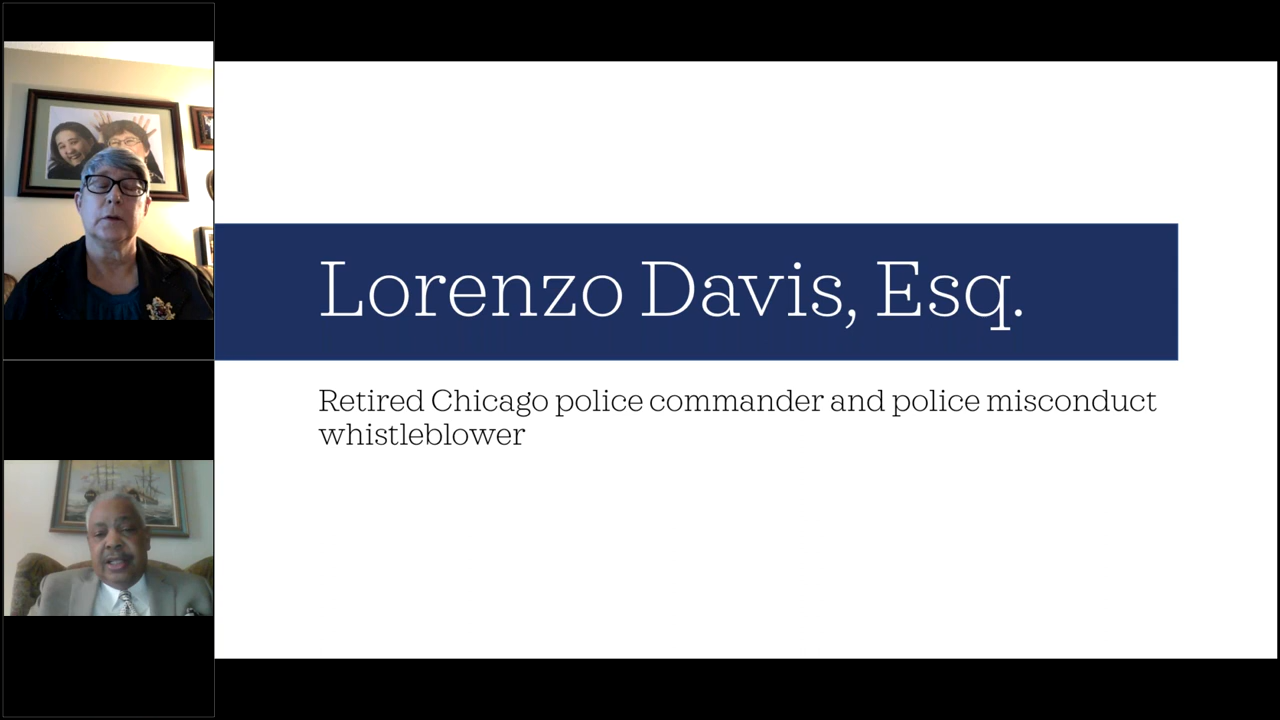 Lorenzo Davis, Esq.
Retired Chicago police commander and police misconduct
whistleblower